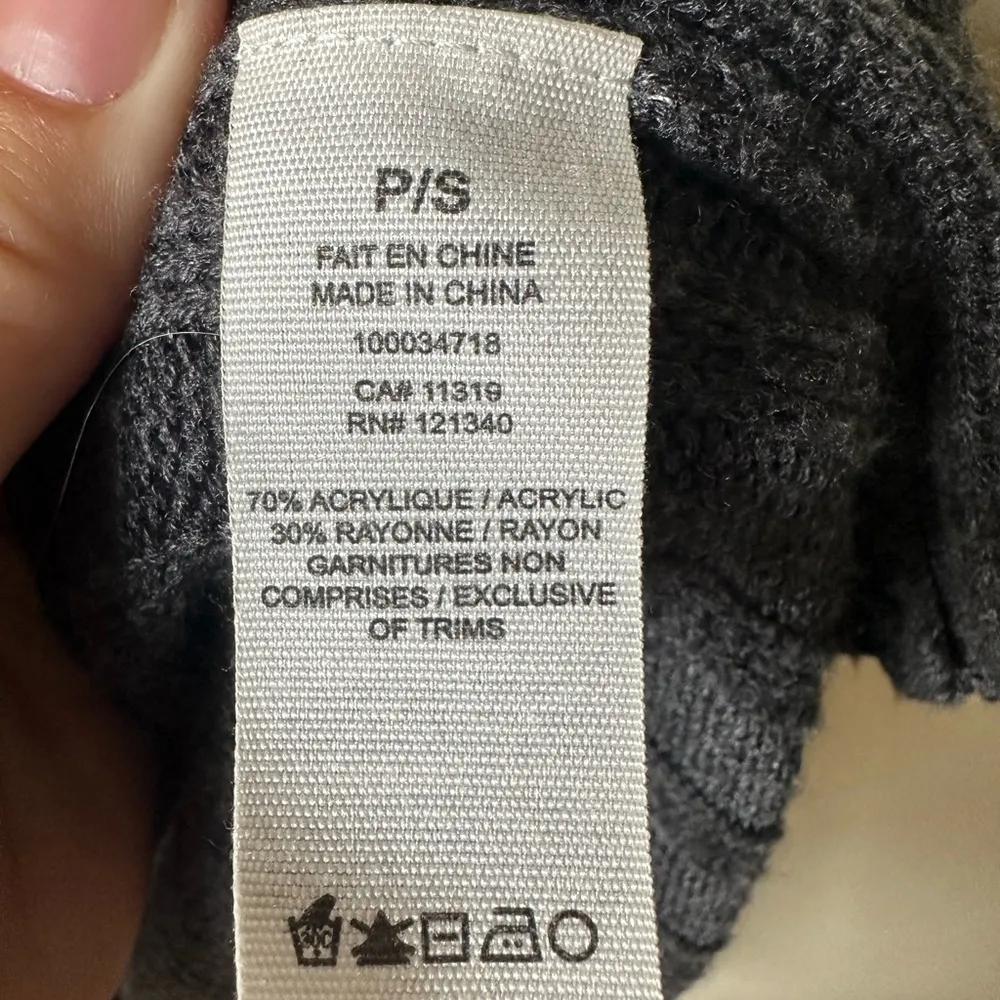 P/S
FAIT EN CHINE
MADE IN CHINA
100034718
CA# 11319
RN# 121340
70% ACRYLIQUE / ACRYLIC
30% RAYONNE / RAYON
GARNITURES NON
COMPRISES / EXCLUSIVE
OF TRIMS
30C